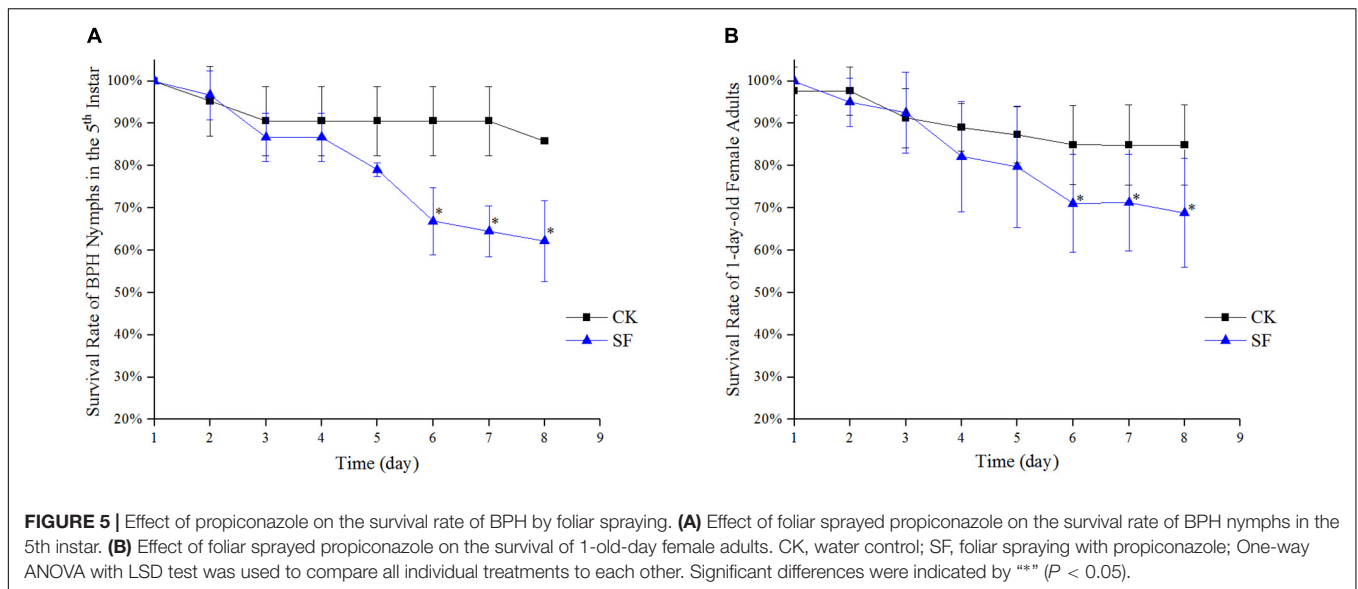 A
Survival Rate of BPH Nymphs in the 5th Instar
100%
90%
80%
70%
60%
50%
40%
30%
20%
1 2 3 4 5 6 7 8 9
Time (day)
* * *
CK
SF
B
Survival Rate of 1-day-old Female Adults
100%
90%
80%
70%
60%
50%
40%
30%
20%
1 2 3 4 5 6 7 8 9
Time (day)
* * *
CK
SF
FIGURE 5 | Effect of propiconazole on the survival rate of BPH by foliar spraying. (A) Effect of foliar sprayed propiconazole on the survival rate of BPH nymphs in the
5th instar. (B) Effect of foliar sprayed propiconazole on the survival of 1-old-day female adults. CK, water control; SF, foliar spraying with propiconazole; One-way
ANOVA with LSD test was used to compare all individual treatments to each other. Significant differences were indicated by “*” (P < 0.05).